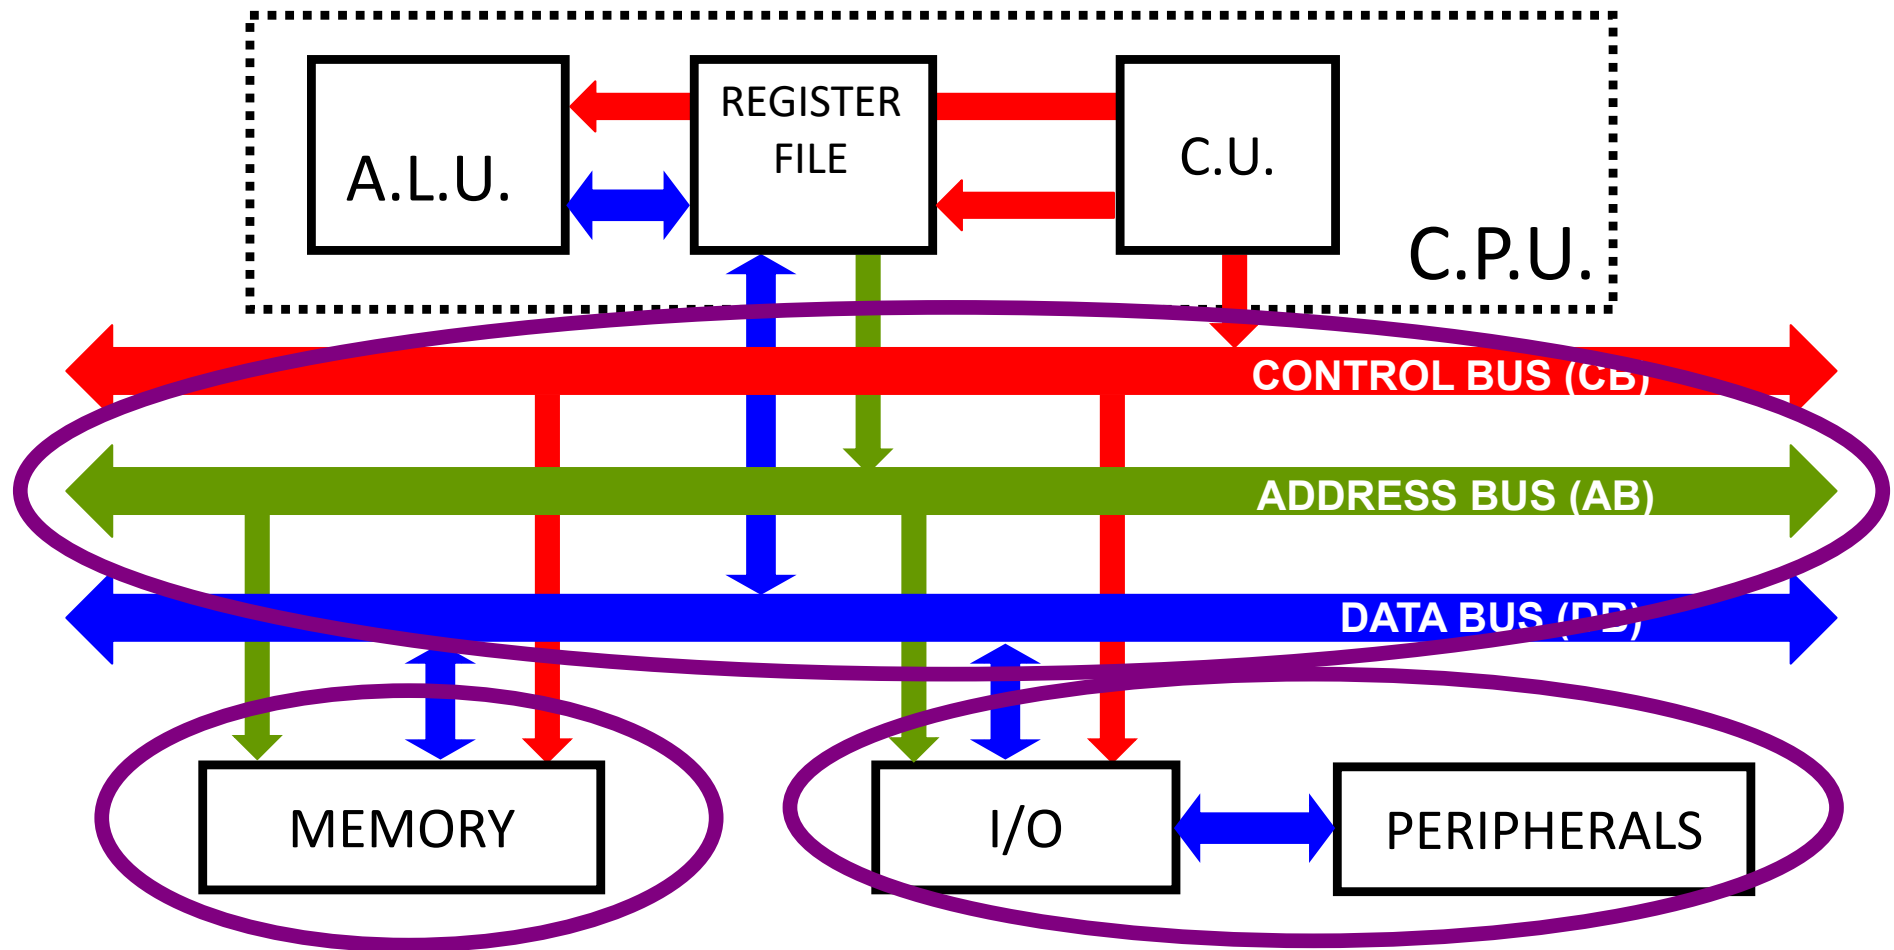 REGISTER
FILE
A.L.U.
C.U.
C.P.U.
CONTROL BUS (CB)
ADDRESS BUS (AB)
DATA BUS (DB)
MEMORY
I/O
PERIPHERALS